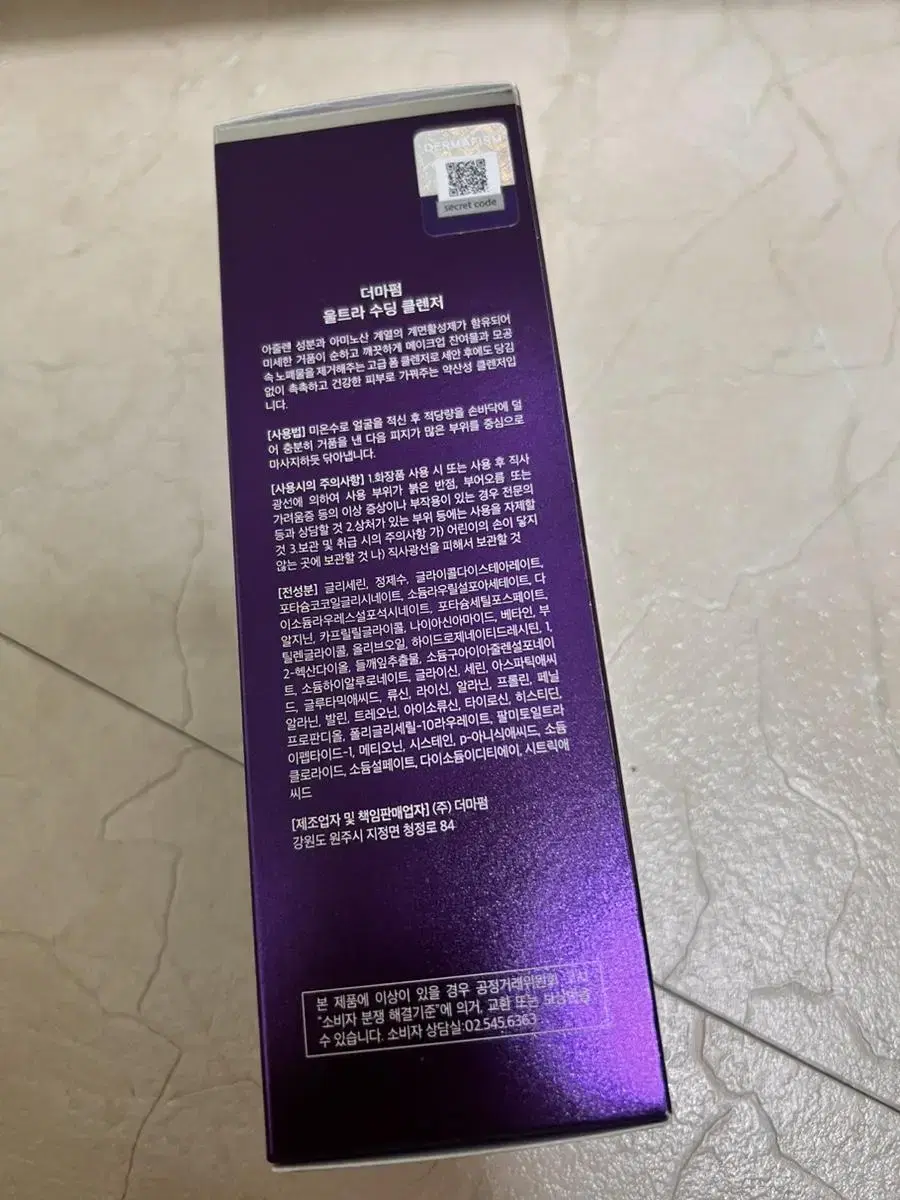 DERMAFIRM
secret code
더마펌
울트라 수딩 클렌저
아줄렌 성분과 아미노산 계열의 계면활성제가 함유되어
미세한 거품이 순하고 깨끗하게 메이크업 잔여물과 모공
속 노폐물을 제거해주는 고급 폼 클렌저로 세안 후에도 당김
없이 촉촉하고 건강한 피부로 가꿔주는 약산성 클렌저입
니다.
[사용법] 미온수로 얼굴을 적신 후 적당량을 손바닥에 덜
어 충분히 거품을 낸 다음 피지가 많은 부위를 중심으로
마사지하듯 닦아냅니다.
[사용시의 주의사항] 1.화장품 사용 시 또는 사용 후 직사
광선에 의하여 사용 부위가 붉은 반점, 부어오름 또는
가려움증 등의 이상 증상이나 부작용이 있는 경우 전문의
등과 상담할 것 2.상처가 있는 부위 등에는 사용을 자제할
것 3.보관 및 취급 시의 주의사항 가) 어린이의 손이 닿지
않는 곳에 보관할 것 나) 직사광선을 피해서 보관할 것
[전성분] 글리세린, 정제수, 글라이콜다이스테아레이트,
포타슘코코일글리시네이트, 소듐라우릴설포아세테이트, 다
이소듐라우레스설포석시네이트, 포타슘세틸포스페이트,
알지닌, 카프릴릴글라이콜, 나이아신아마이드, 베타인, 부
틸렌글라이콜, 올리브오일, 하이드로제네이티드레시틴, 1,
2-헥산다이올, 들깨잎추출물, 소듐구아이아줄렌설포네이
트, 소듐하이알루로네이트, 글라이신, 세린, 아스파틱애씨
드, 글루타믹애씨드, 류신, 라이신, 알라닌, 프롤린, 페닐
알라닌, 발린, 트레오닌, 아이소류신, 타이로신, 히스티딘,
프로판디올, 폴리글리세릴-10라우레이트, 팔미토일트라
이펩타이드-1, 메티오닌, 시스테인, p-아니식애씨드, 소듐
클로라이드, 소듐설페이트, 다이소듐이디티에이, 시트릭애
씨드
[제조업자 및 책임판매업자] (주) 더마펌
강원도 원주시 지정면 청정로 84
본 제품에 이상이 있을 경우 공정거래위원회
"소비자 분쟁 해결기준"에 의거, 교환 또는 보상받을
수 있습니다. 소비자 상담실:02.545.6363